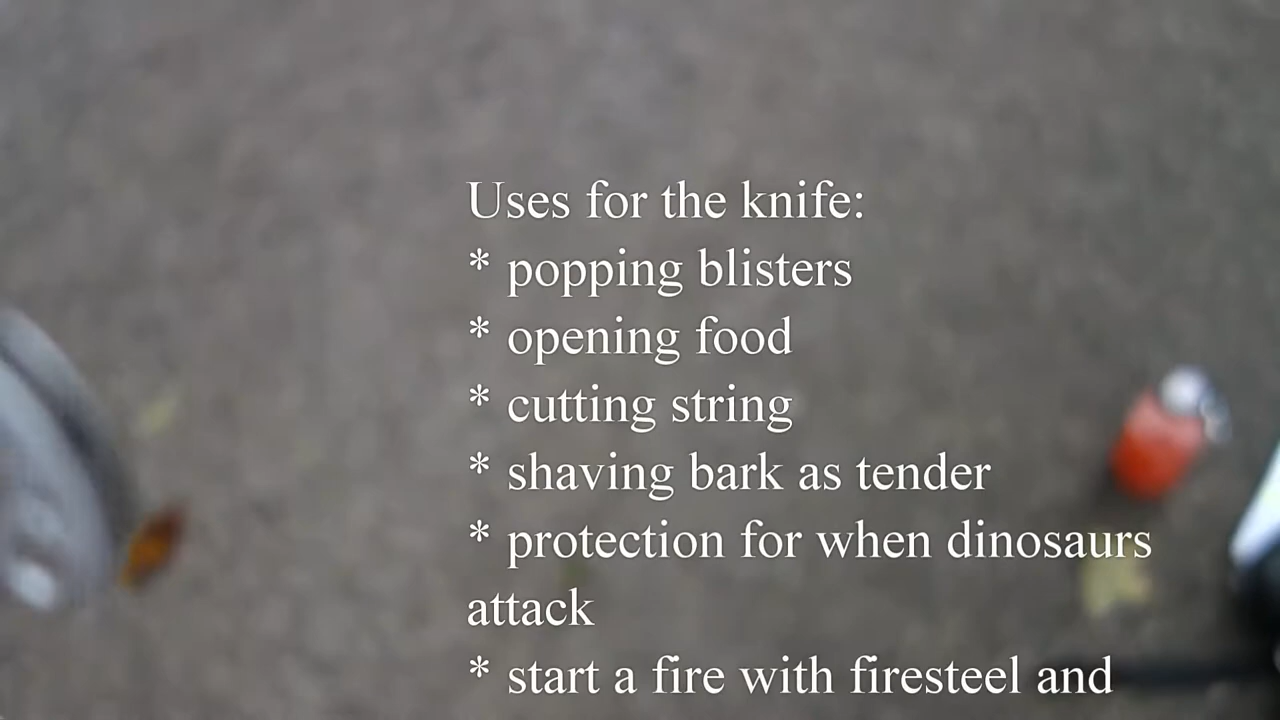 Uses for the knife:
* popping blisters
* opening food
* cutting string
* shaving bark as tender
* protection for when dinosaurs
attack
* start a fire with firesteel and